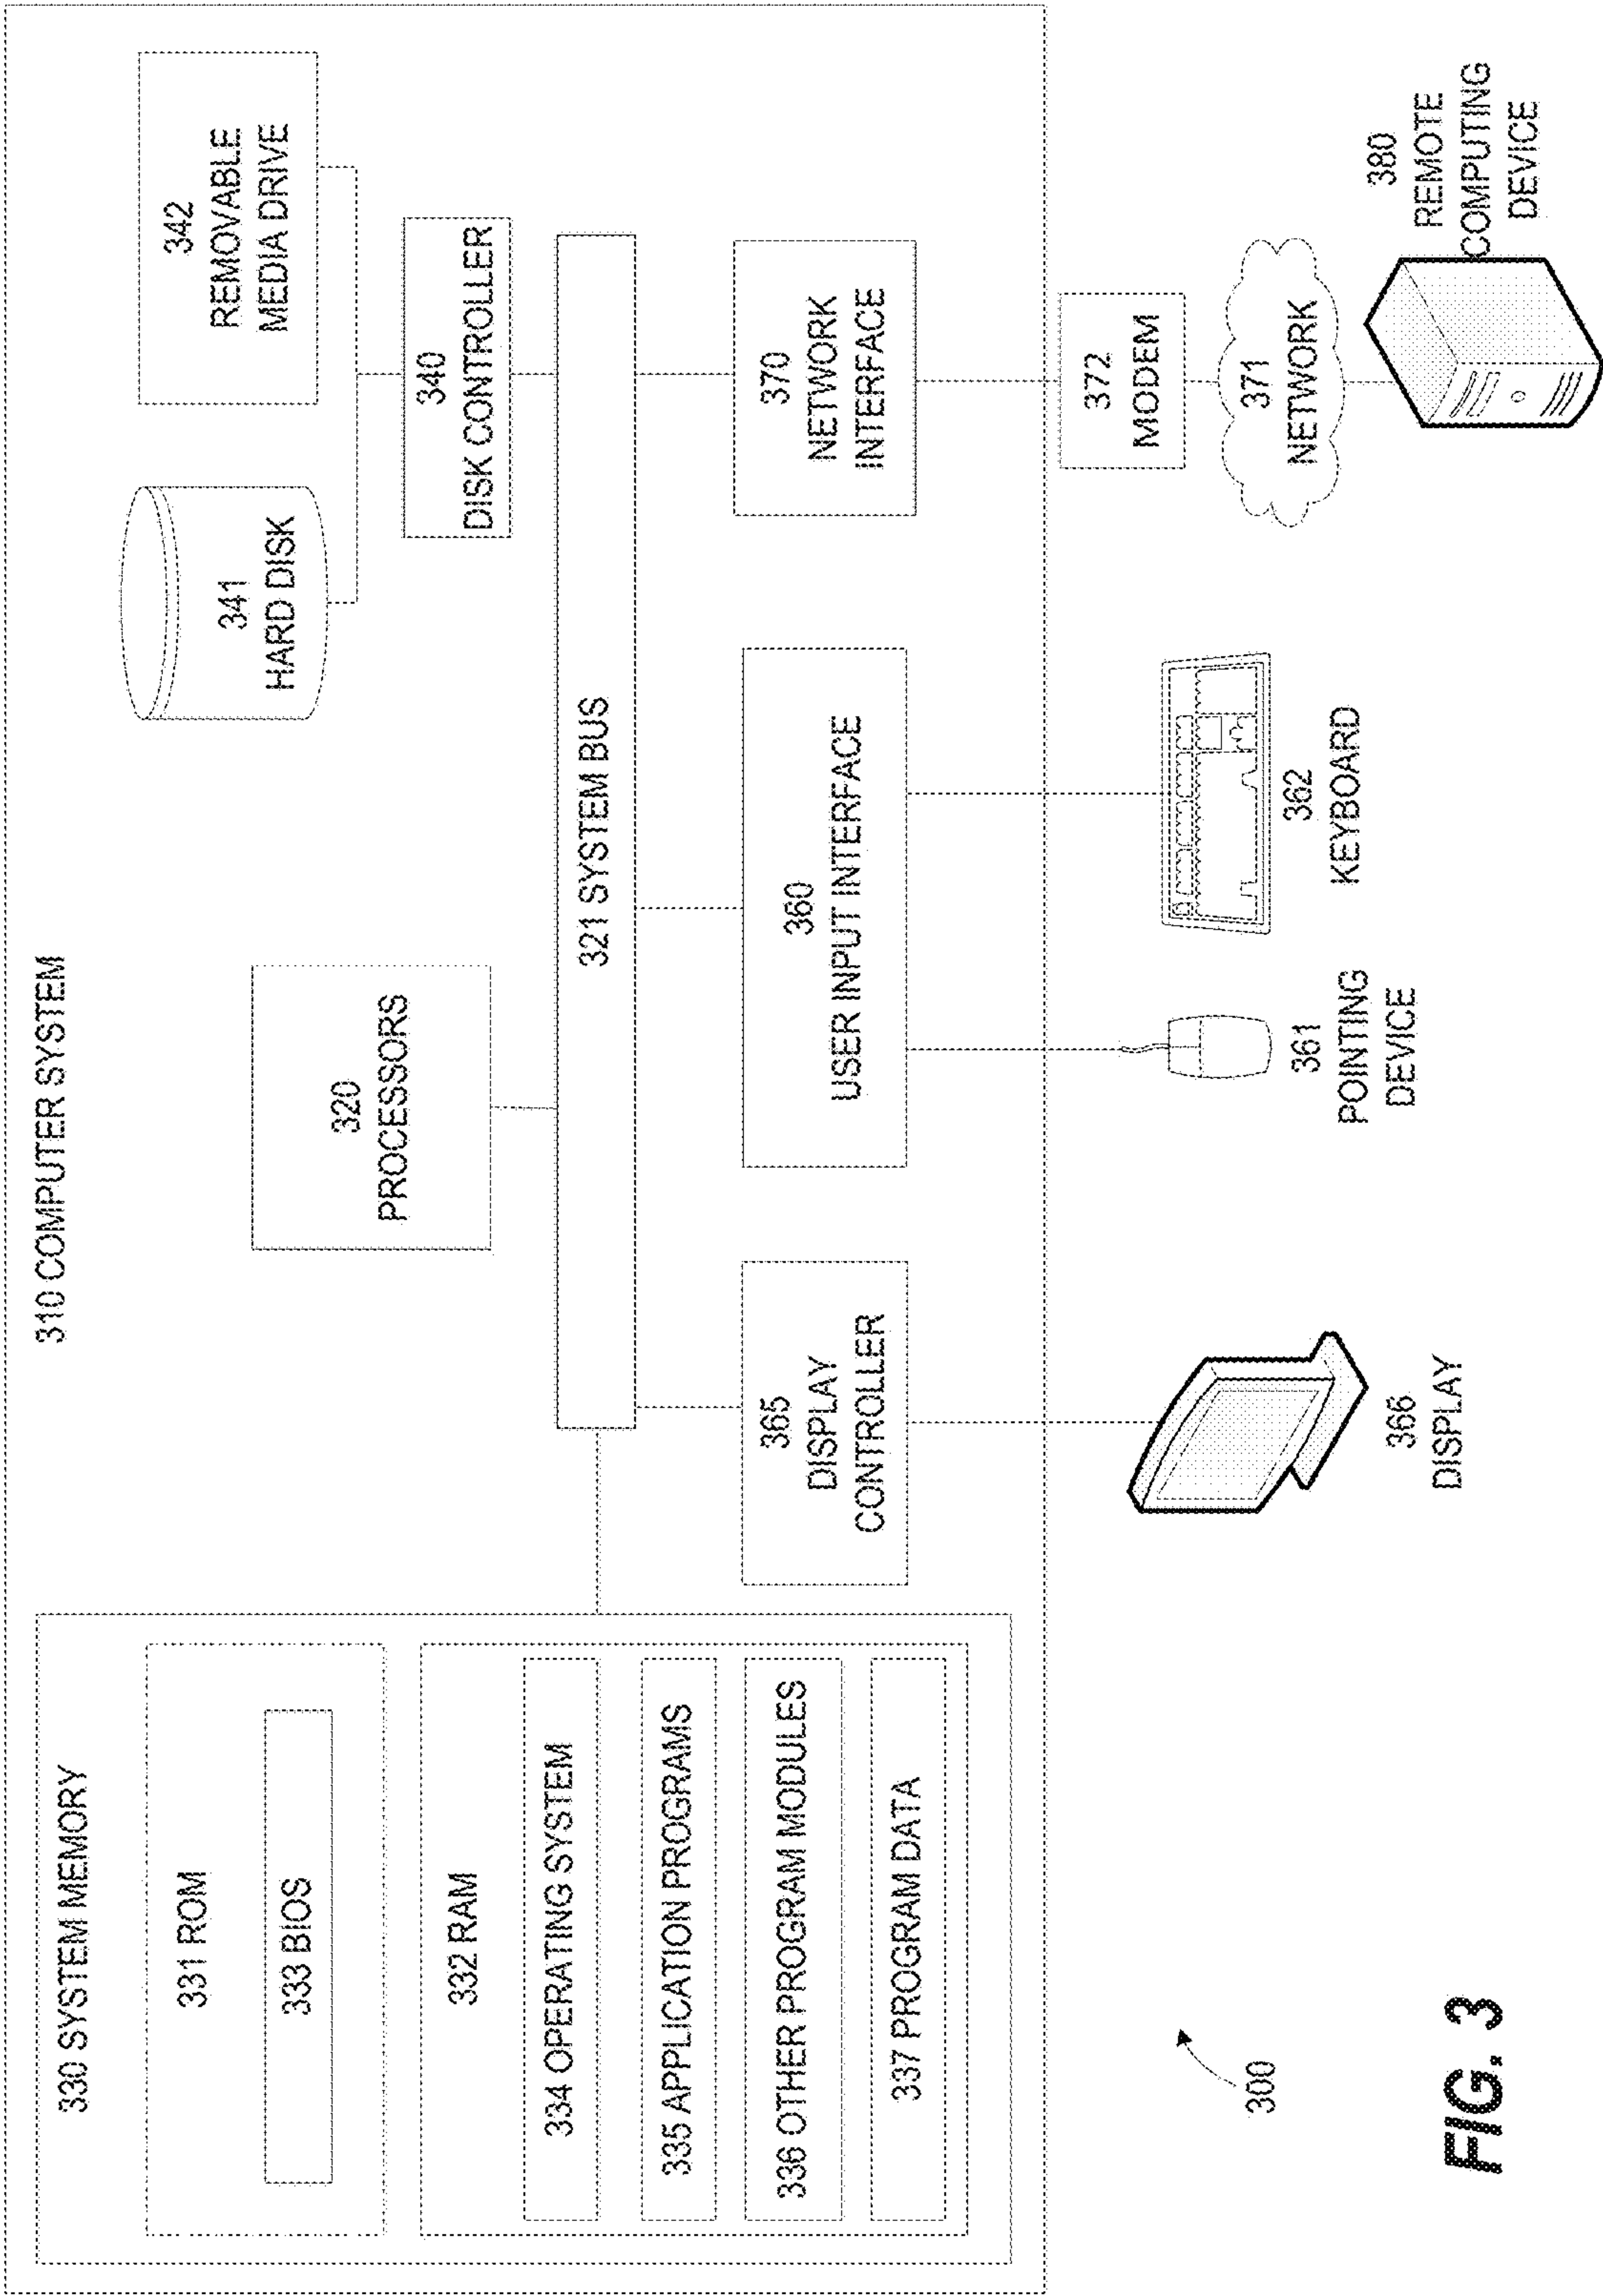 310 COMPUTER SYSTEM
330 SYSTEM MEMORY
331 ROM
333 BIOS
332 RAM
334 OPERATING SYSTEM
335 APPLICATION PROGRAMS
336 OTHER PROGRAM MODULES
337 PROGRAM DATA
320
PROCESSORS
341
HARD DISK
342
REMOVABLE
MEDIA DRIVE
340
DISK CONTROLLER
321 SYSTEM BUS
365
DISPLAY
CONTROLLER
360
USER INPUT INTERFACE
370
NETWORK
INTERFACE
372
MODEM
371
NETWORK
380
REMOTE
COMPUTING
DEVICE
366
DISPLAY
361
POINTING
DEVICE
362
KEYBOARD
300
FIG. 3